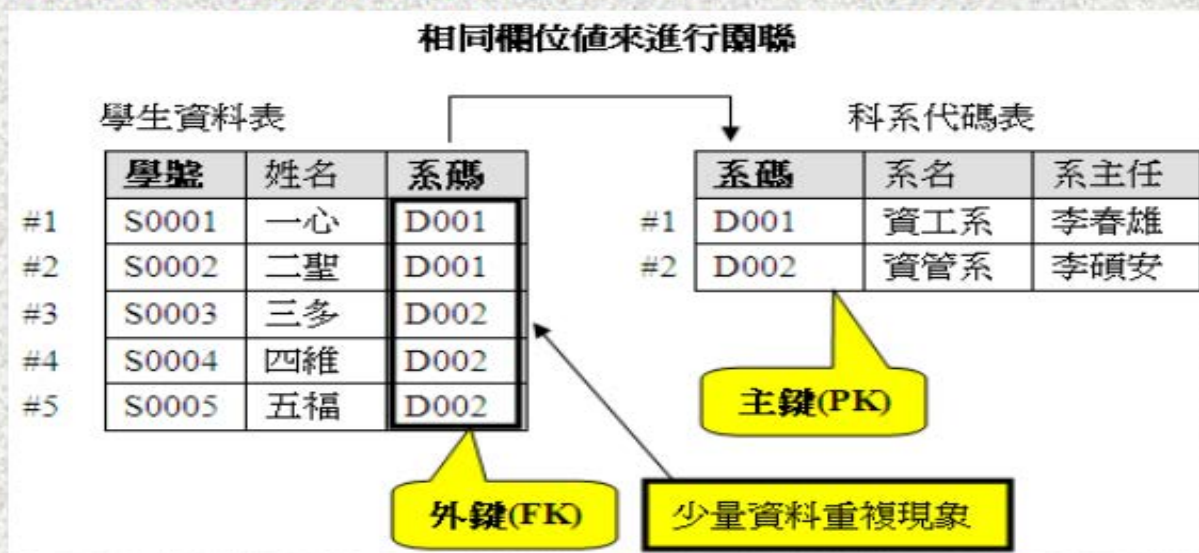 相同欄位值來進行關聯
學生資料表
科系代碼表
學號 姓名 系碼
#1 S0001 一心 D001
#2 S0002 二聖 D001
#3 S0003 三多 D002
#4 S0004 四維 D002
#5 S0005 五福 D002
系碼 系名 系主任
#1 D001 資工系 李春雄
#2 D002 資管系 李碩安
主鍵(PK)
外鍵(FK)
少量資料重複現象